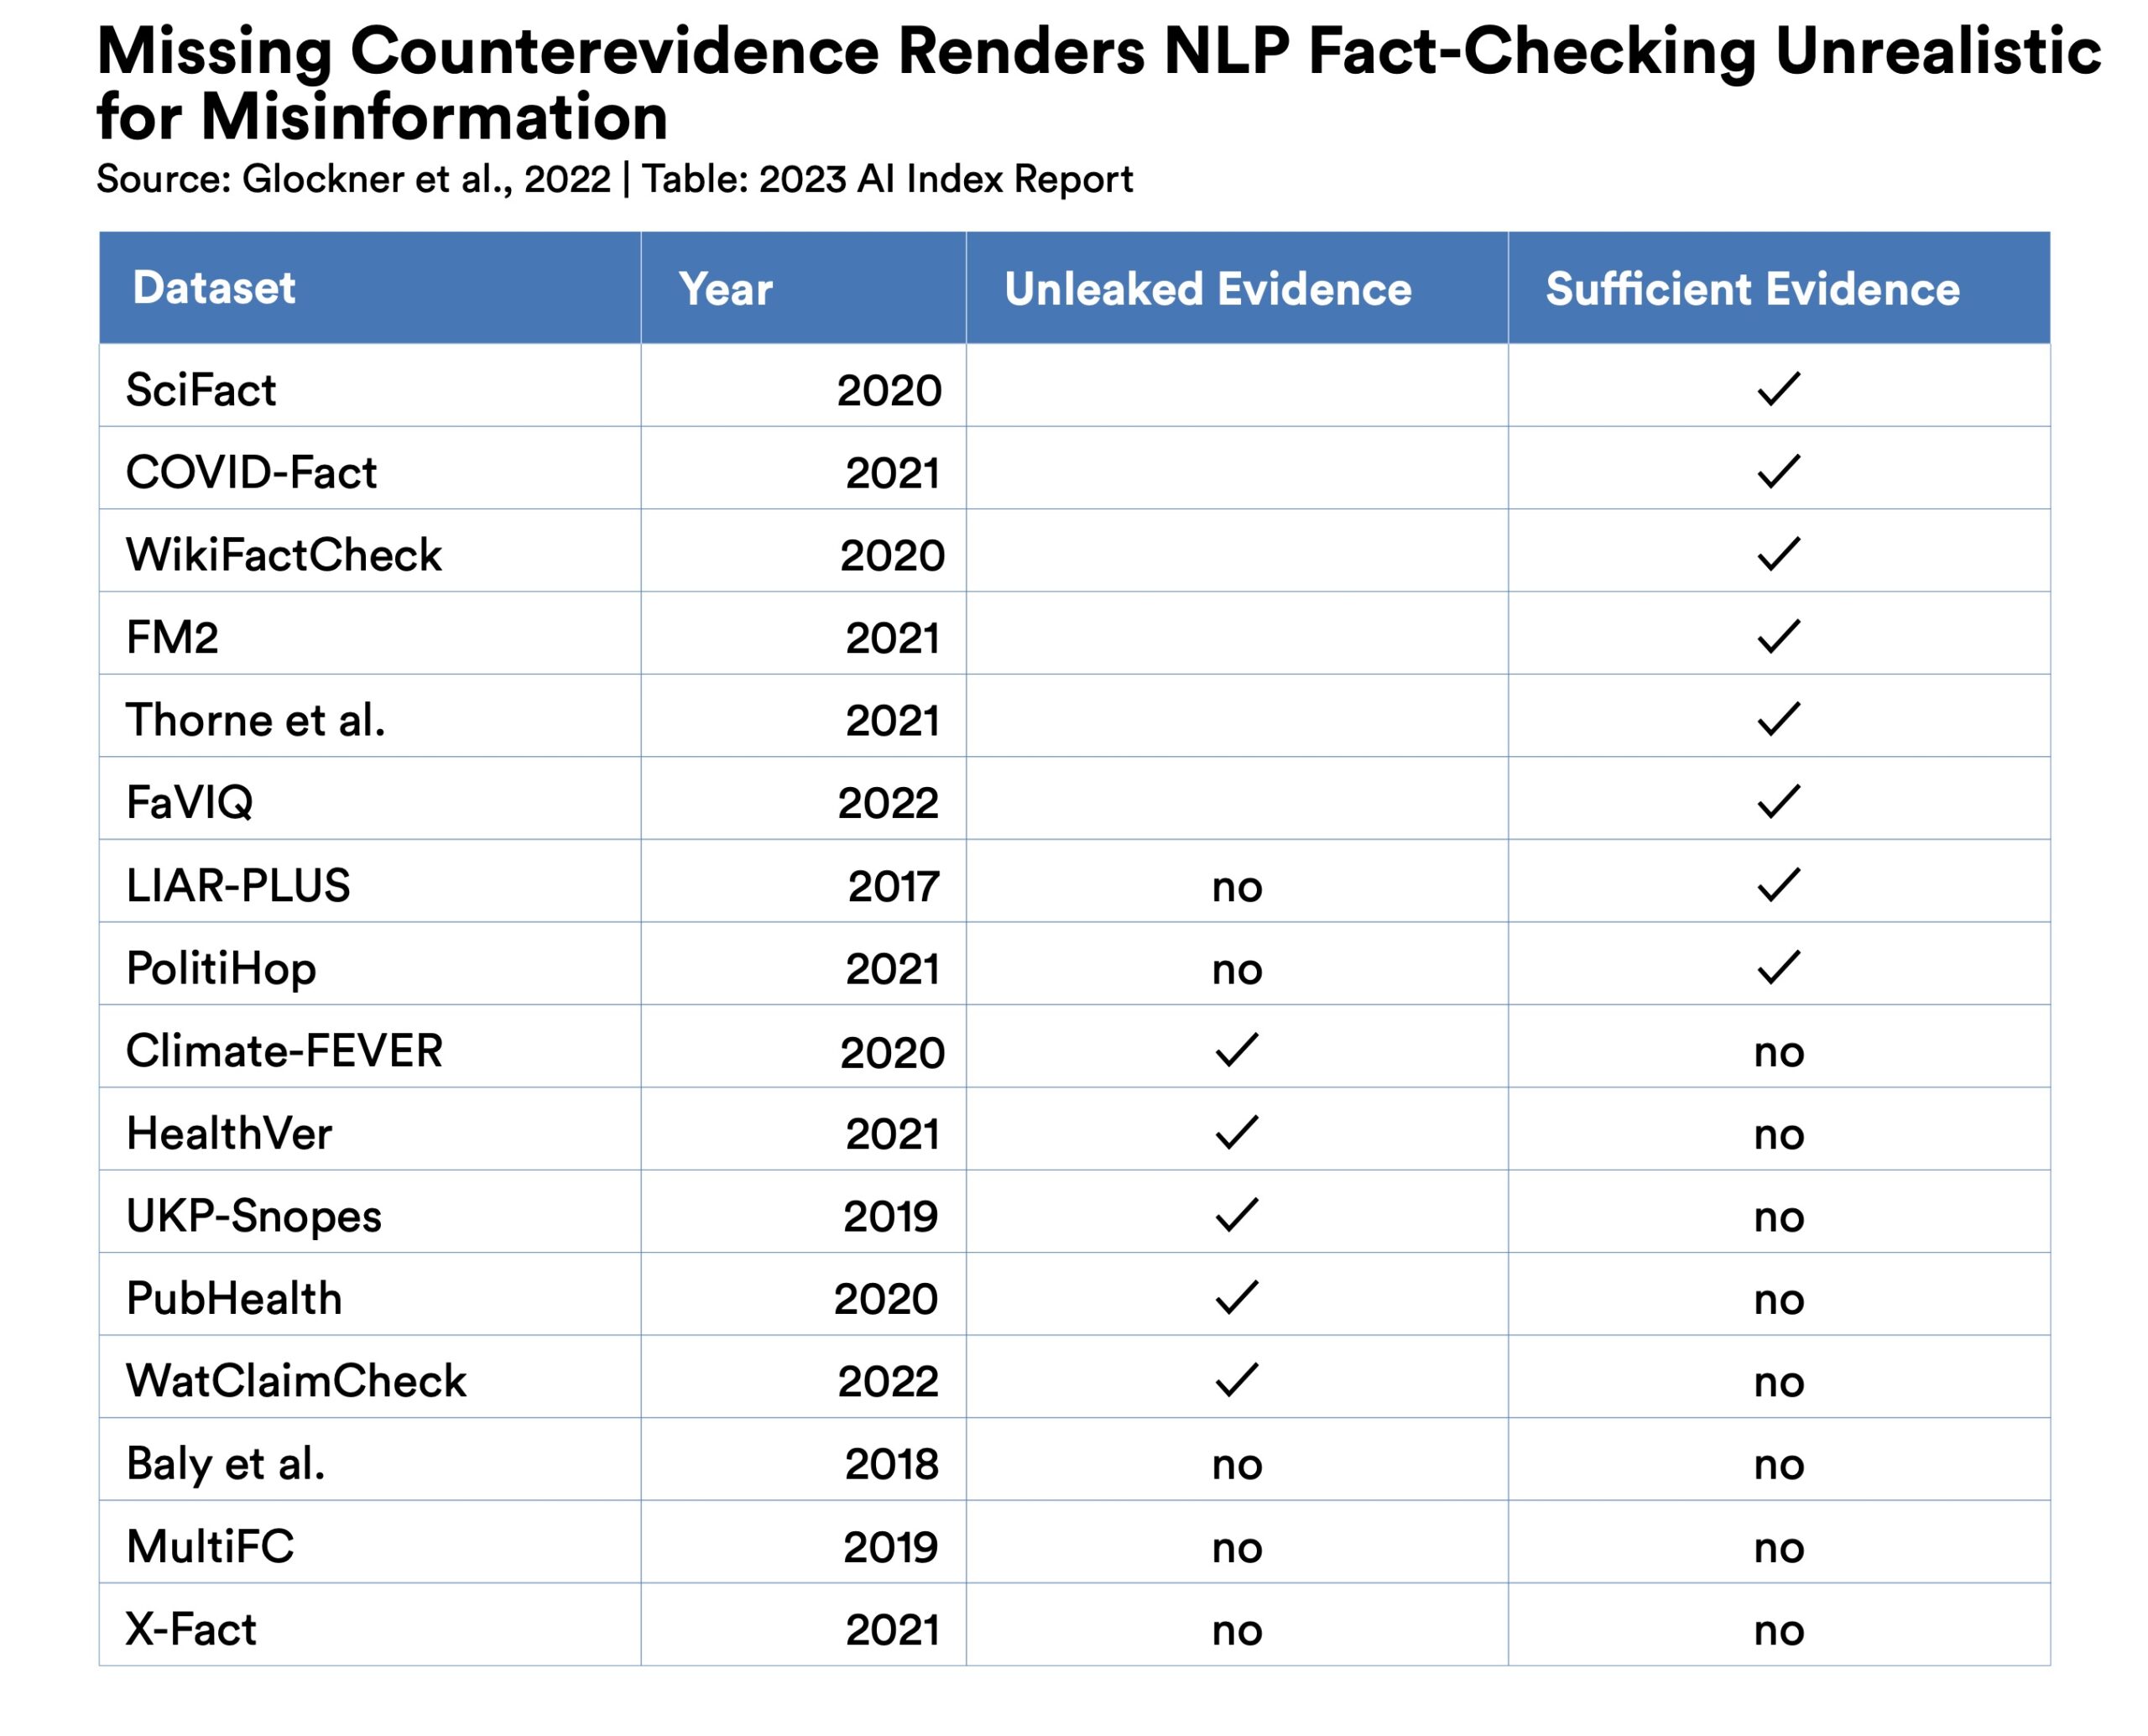 Missing Counterevidence Renders NLP Fact-Checking Unrealistic
for Misinformation
Source: Glockner et al., 2022 | Table: 2023 AI Index Report
Dataset Year Unleaked Evidence Sufficient Evidence
SciFact 2020 ✓
COVID-Fact 2021 ✓
WikiFactCheck 2020 ✓
FM2 2021 ✓
Thorne et al. 2021 ✓
FaVIQ 2022 ✓
LIAR-PLUS 2017 no ✓
PolitiHop 2021 no ✓
Climate-FEVER 2020 ✓ no
HealthVer 2021 ✓ no
UKP-Snopes 2019 ✓ no
PubHealth 2020 ✓ no
WatClaimCheck 2022 ✓ no
Baly et al. 2018 no no
MultiFC 2019 no no
X-Fact 2021 no no